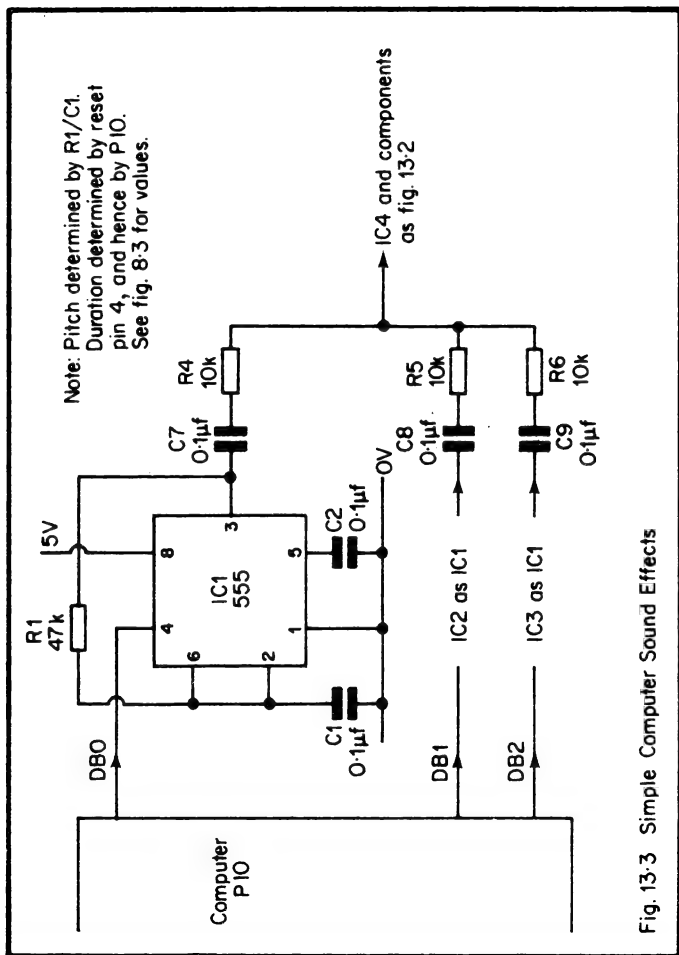 Note: Pitch determined by R1/C1.
Duration determined by reset
pin 4, and hence by P10.
See fig. 8·3 for values.
R1
47k
5V
DB0
4
8
6
IC1
555
3
2
1
5
C7
0·1µf
R4
10k
IC4 and components
as fig. 13·2
C1
0·1µf
C2
0·1µf
0V
Computer
P10
DB1
IC2 as IC1
C8
0·1µf
R5
10k
DB2
IC3 as IC1
C9
0·1µf
R6
10k
Fig. 13·3 Simple Computer Sound Effects